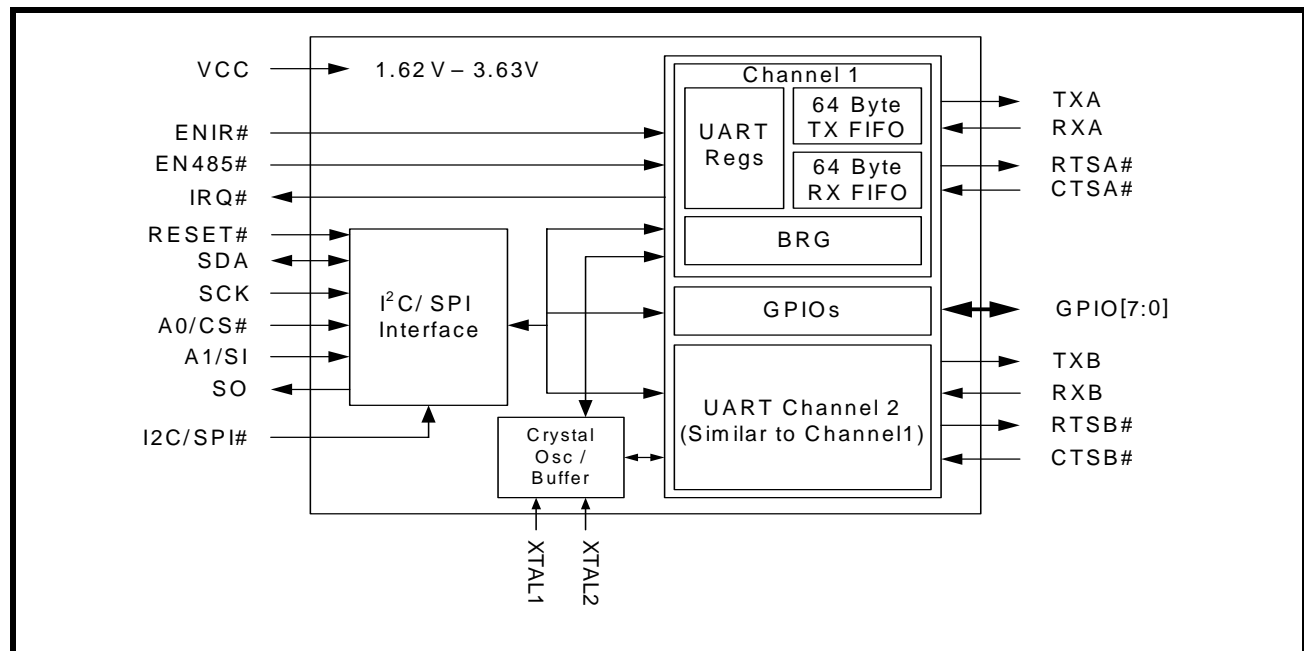 VCC
1.62 V – 3.63V
ENIR#
EN485#
IRQ#
RESET#
SDA
SCK
A0/CS#
A1/SI
SO
I2C/SPI#
I²C/ SPI
Interface
Crystal
Osc /
Buffer
XTAL1
XTAL2
Channel 1
UART
Regs
64 Byte
TX FIFO
64 Byte
RX FIFO
BRG
GPIOs
UART Channel 2
(Similar to Channel1)
TXA
RXA
RTSA#
CTSA#
GPIO[7:0]
TXB
RXB
RTSB#
CTSB#